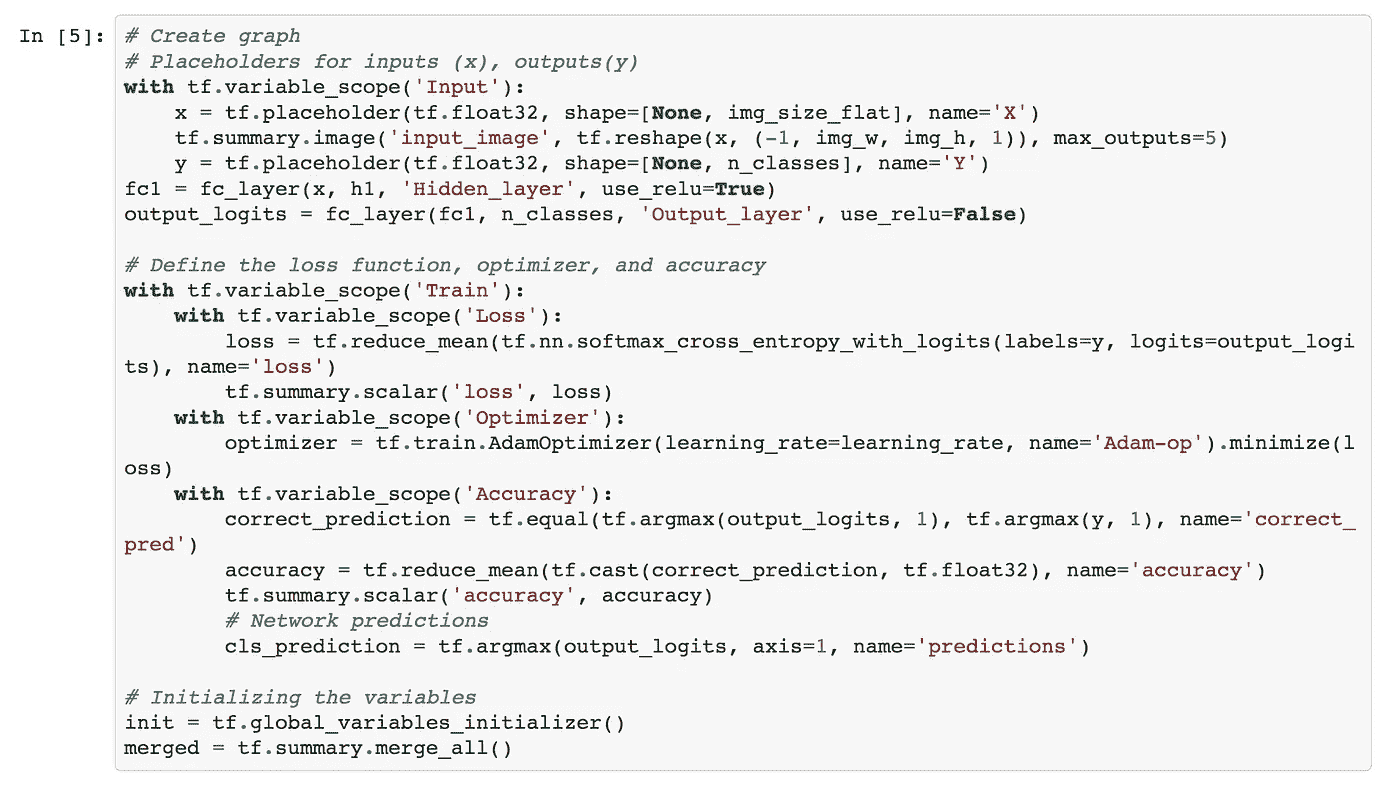 In [5]: # Create graph
# Placeholders for inputs (x), outputs(y)
with tf.variable_scope('Input'):
    x = tf.placeholder(tf.float32, shape=[None, img_size_flat], name='X')
    tf.summary.image('input_image', tf.reshape(x, (-1, img_w, img_h, 1)), max_outputs=5)
    y = tf.placeholder(tf.float32, shape=[None, n_classes], name='Y')
fc1 = fc_layer(x, h1, 'Hidden_layer', use_relu=True)
output_logits = fc_layer(fc1, n_classes, 'Output_layer', use_relu=False)

# Define the loss function, optimizer, and accuracy
with tf.variable_scope('Train'):
    with tf.variable_scope('Loss'):
        loss = tf.reduce_mean(tf.nn.softmax_cross_entropy_with_logits(labels=y, logits=output_logi
ts), name='loss')
        tf.summary.scalar('loss', loss)
    with tf.variable_scope('Optimizer'):
        optimizer = tf.train.AdamOptimizer(learning_rate=learning_rate, name='Adam-op').minimize(l
oss)
    with tf.variable_scope('Accuracy'):
        correct_prediction = tf.equal(tf.argmax(output_logits, 1), tf.argmax(y, 1), name='correct_
pred')
        accuracy = tf.reduce_mean(tf.cast(correct_prediction, tf.float32), name='accuracy')
        tf.summary.scalar('accuracy', accuracy)
        # Network predictions
        cls_prediction = tf.argmax(output_logits, axis=1, name='predictions')

# Initializing the variables
init = tf.global_variables_initializer()
merged = tf.summary.merge_all()